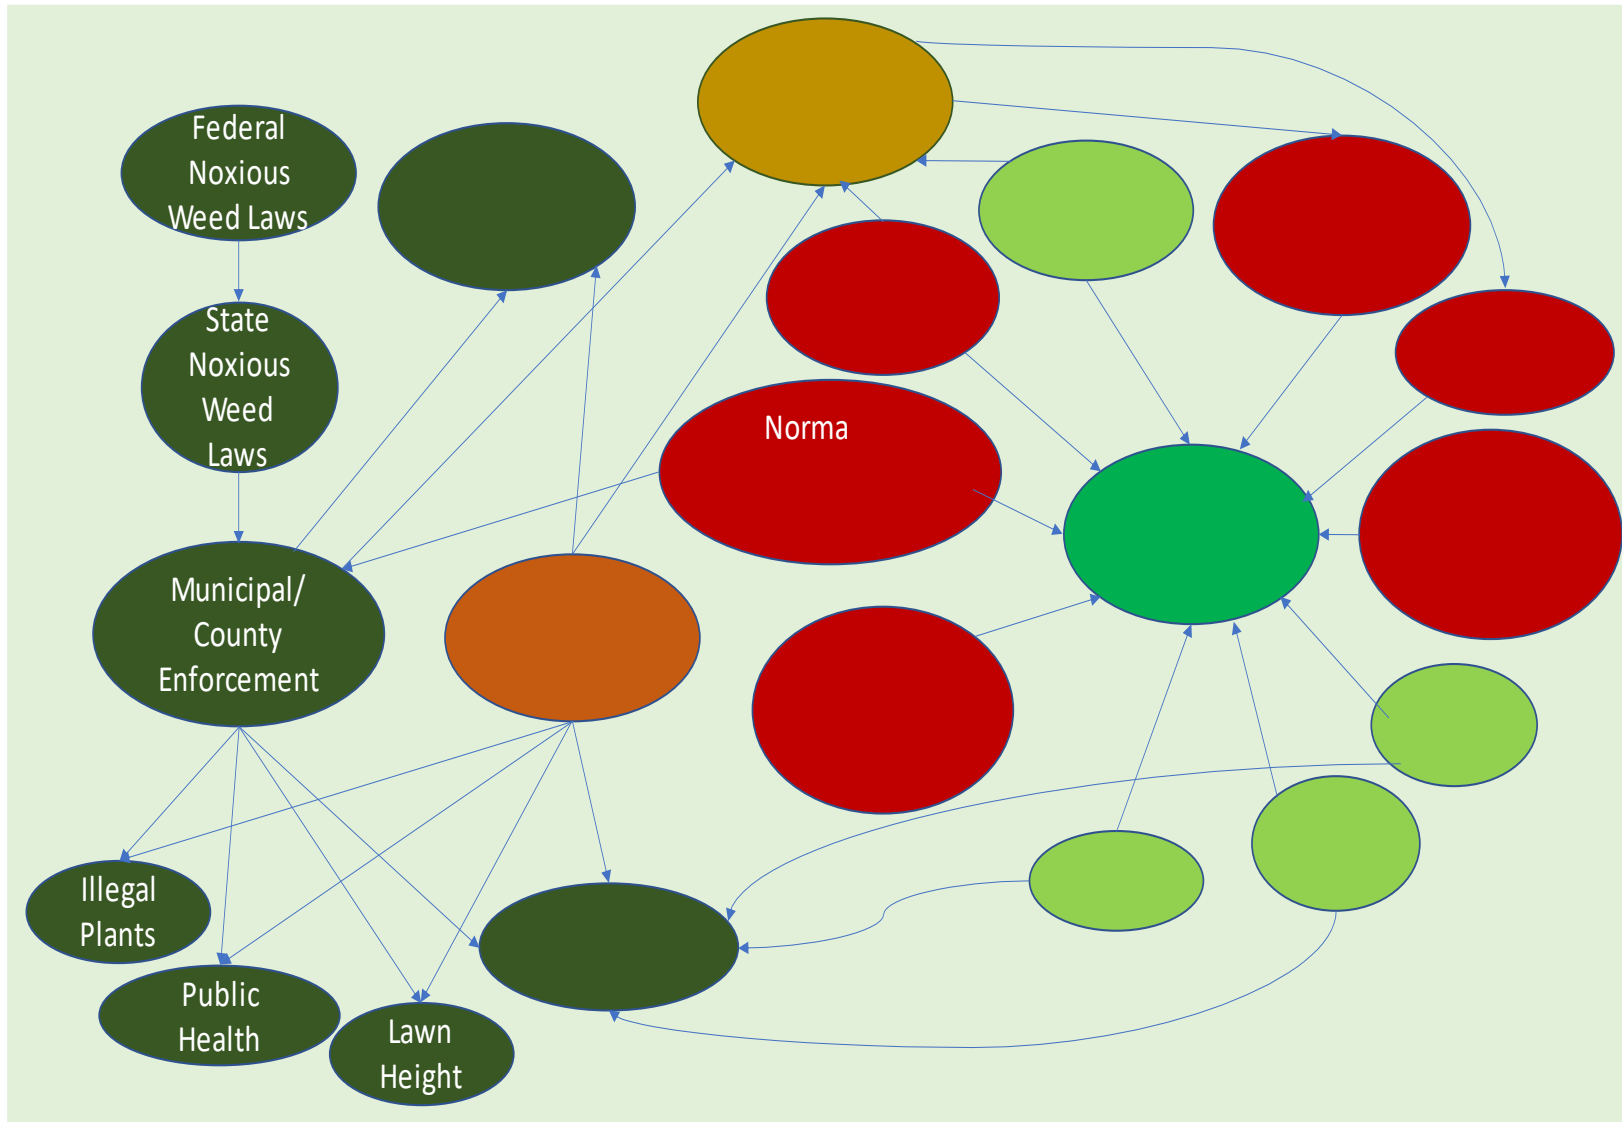 Federal
Noxious
Weed Laws
State
Noxious
Weed
Laws
Norma
Municipal/
County
Enforcement
Illegal
Plants
Public
Health
Lawn
Height